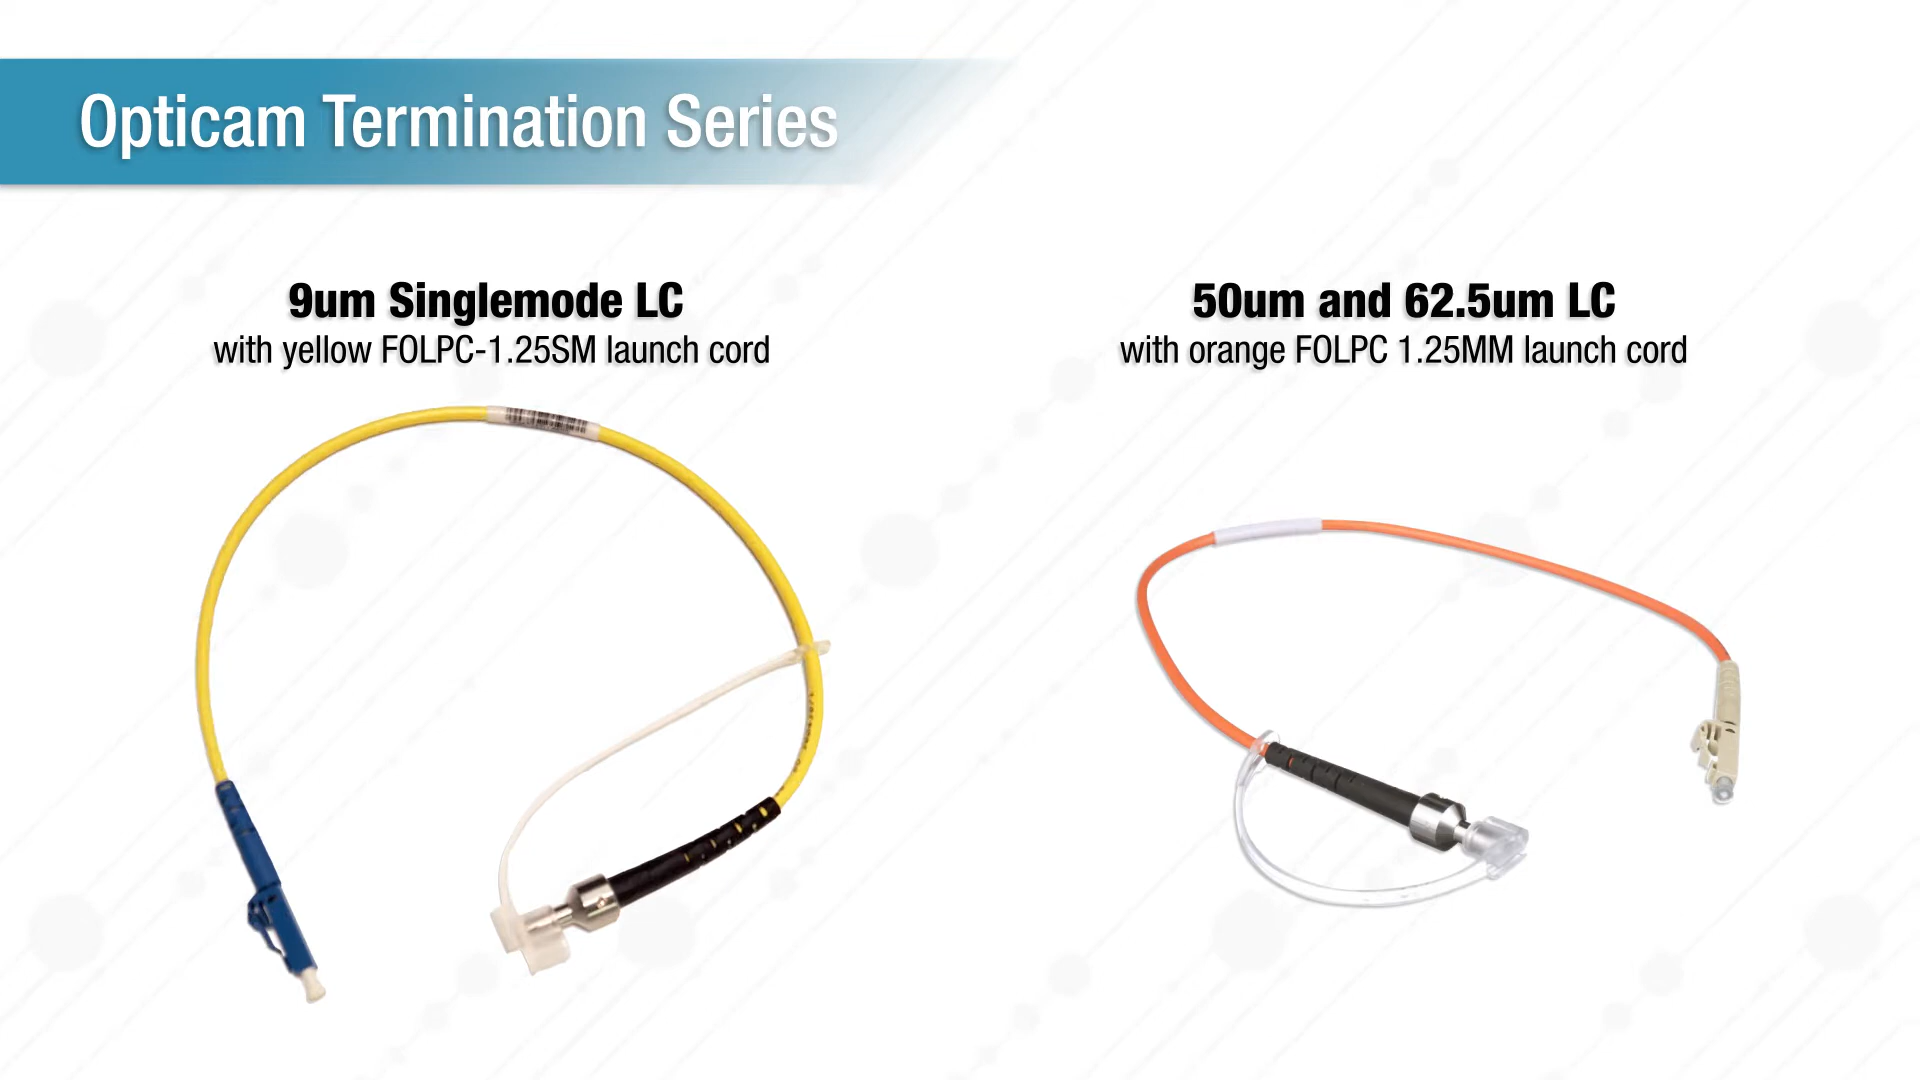 Opticam Termination Series
9um Singlemode LC
with yellow FOLPC-1.25SM launch cord
50um and 62.5um LC
with orange FOLPC 1.25MM launch cord